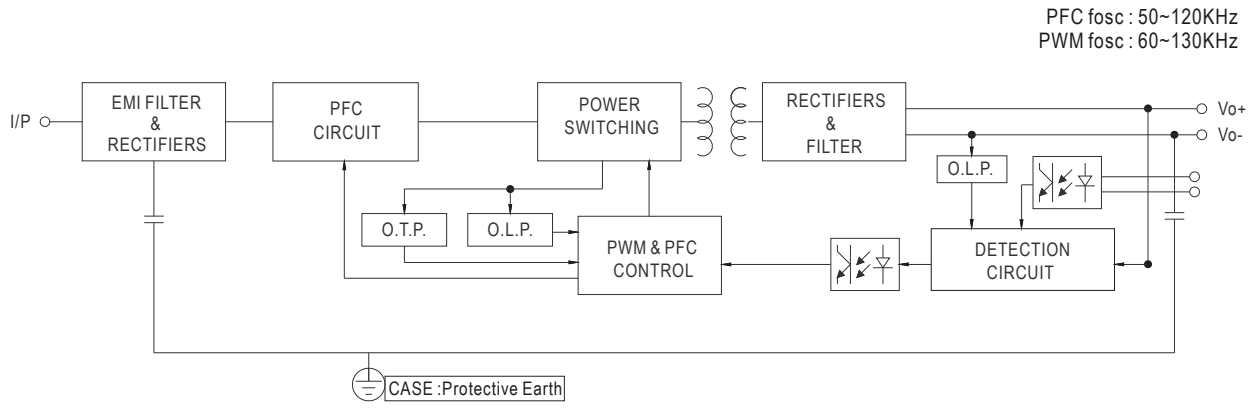 PFC fosc : 50~120KHz
PWM fosc : 60~130KHz
I/P
EMI FILTER
&
RECTIFIERS
PFC
CIRCUIT
POWER
SWITCHING
RECTIFIERS
&
FILTER
Vo+
Vo-
O.L.P.
O.T.P.
O.L.P.
PWM & PFC
CONTROL
DETECTION
CIRCUIT
CASE :Protective Earth